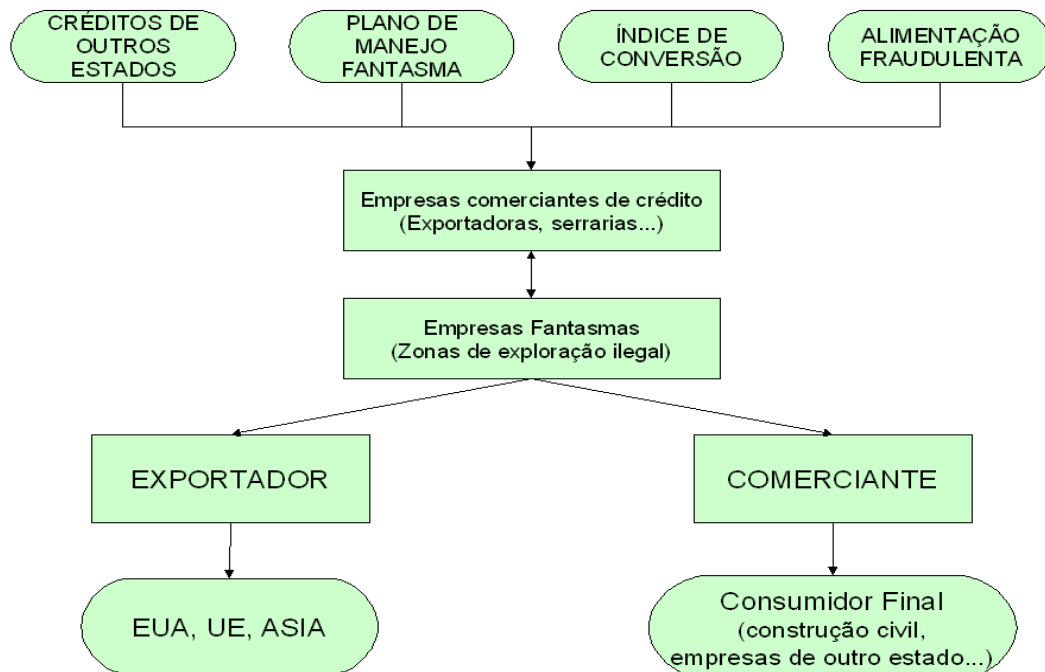 CRÉDITOS DE
OUTROS
ESTADOS
PLANO DE
MANEJO
FANTASMA
ÍNDICE DE
CONVERSÃO
ALIMENTAÇÃO
FRAUDULENTA
Empresas comerciantes de crédito
(Exportadoras, serrarias...)
Empresas Fantasmas
(Zonas de exploração ilegal)
EXPORTADOR
COMERCIANTE
EUA, UE, ASIA
Consumidor Final
(construção civil,
empresas de outro estado...)